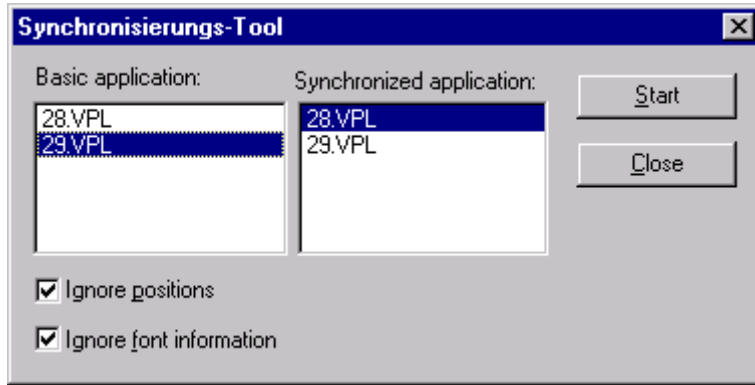 Synchronisierungs-Tool
Basic application:
28.VPL
29.VPL
Synchronized application:
28.VPL
29.VPL
Start
Close
Ignore positions
Ignore font information